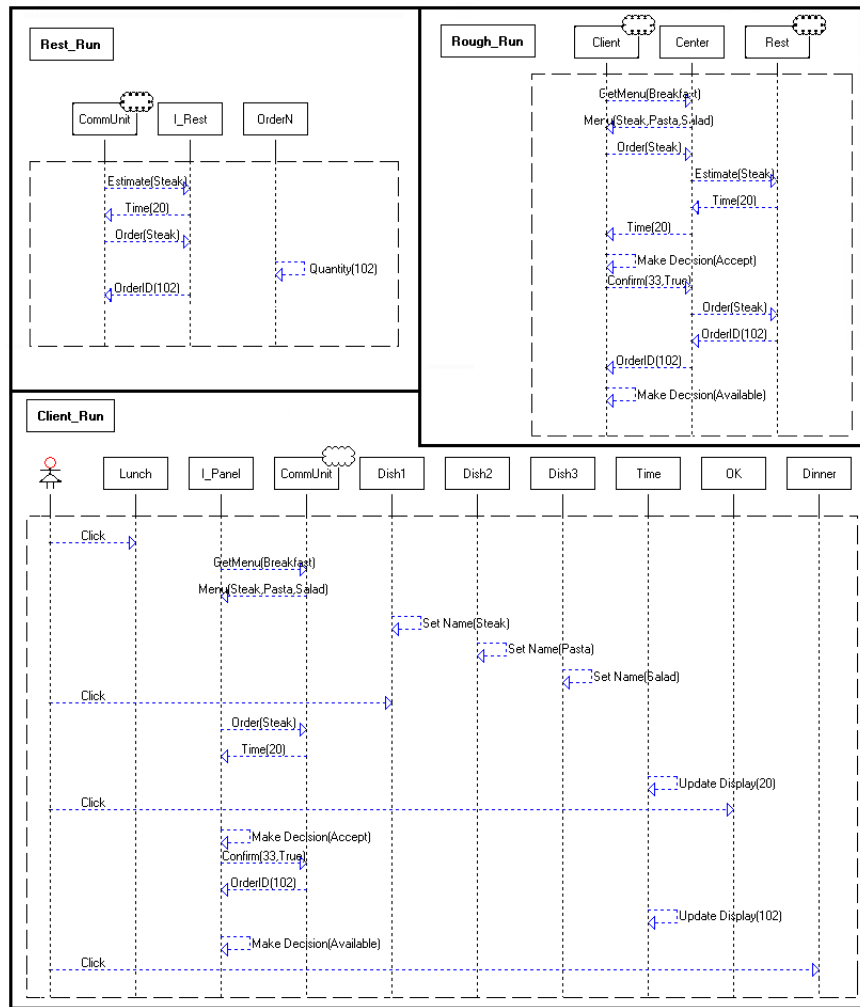 Rest_Run
CommUnit I_Rest OrderN
Estimate(Steak)
Time(20)
Order(Steak)
Quantity(102)
OrderID(102)
Rough_Run
Client Center Rest
GetMenu(Breakfast)
Menu(Steak,Pasta,Salad)
Order(Steak)
Estimate(Steak)
Time(20)
Time(20)
Make Decision(Accept)
Confirm(33,True)
Order(Steak)
OrderID(102)
OrderID(102)
Make Decision(Available)
Client_Run
Lunch I_Panel CommUnit Dish1 Dish2 Dish3 Time OK Dinner
Click
GetMenu(Breakfast)
Menu(Steak,Pasta,Salad)
Set Name(Steak)
Set Name(Pasta)
Set Name(Salad)
Click
Order(Steak)
Time(20)
Update Display(20)
Click
Make Decision(Accept)
Confirm(33,True)
OrderID(102)
Update Display(102)
Make Decision(Available)
Click